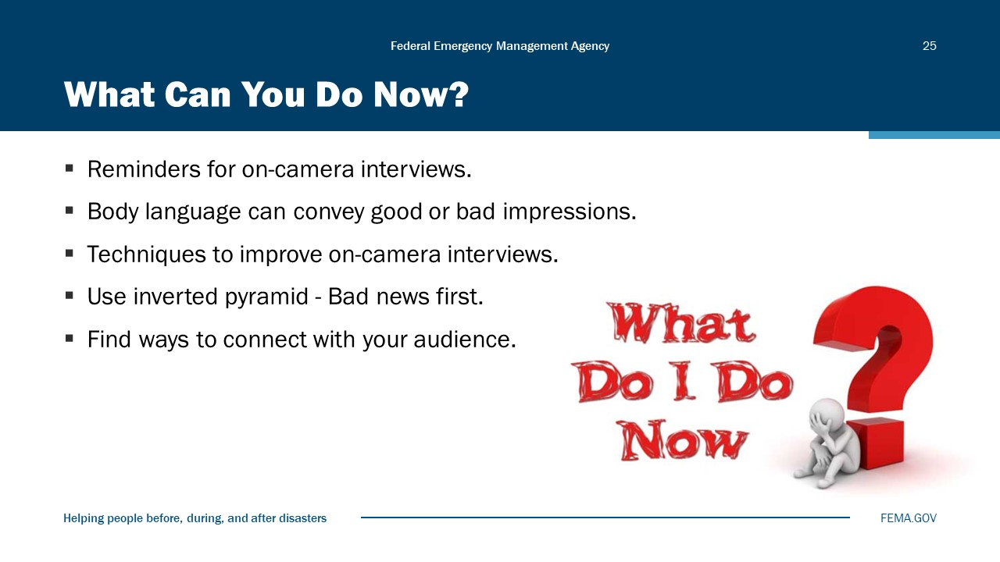 Federal Emergency Management Agency
25
What Can You Do Now?
▪ Reminders for on-camera interviews.
▪ Body language can convey good or bad impressions.
▪ Techniques to improve on-camera interviews.
▪ Use inverted pyramid - Bad news first.
▪ Find ways to connect with your audience.
What
Do I Do
Now
?
Helping people before, during, and after disasters
FEMA.GOV